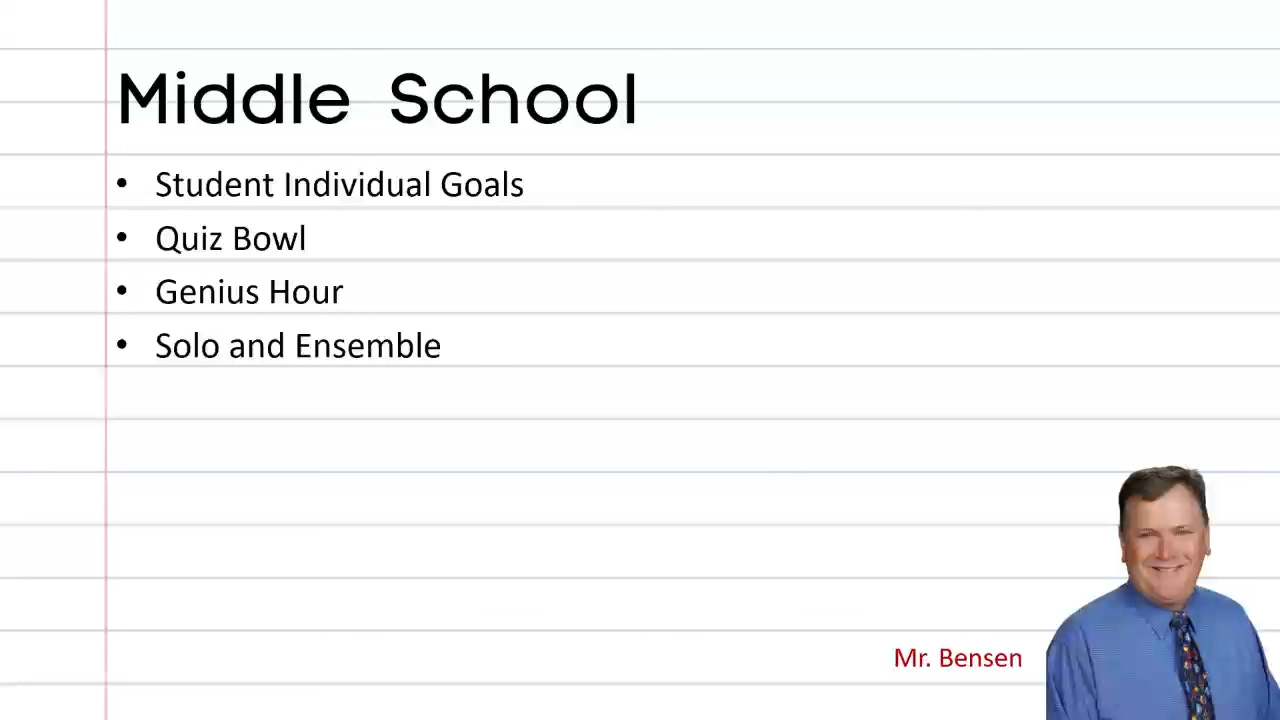 Middle School
• Student Individual Goals
• Quiz Bowl
• Genius Hour
• Solo and Ensemble
Mr. Bensen